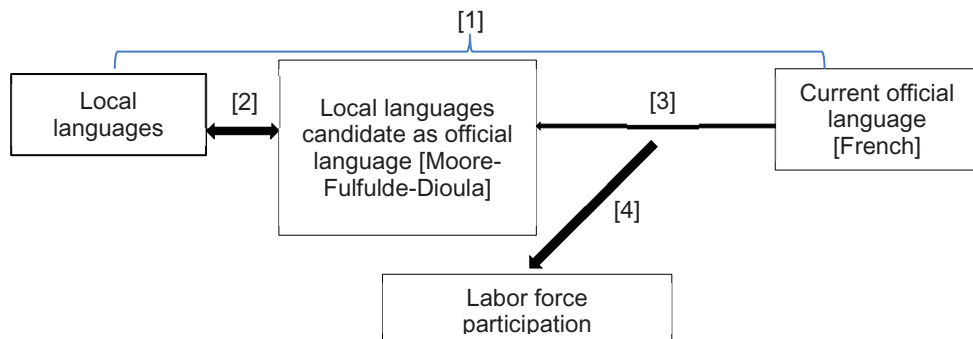 [1]
Local
languages
[2]
Local languages
candidate as official
language [Moore-
Fulfulde-Dioula]
[3]
Current official
language
[French]
[4]
Labor force
participation